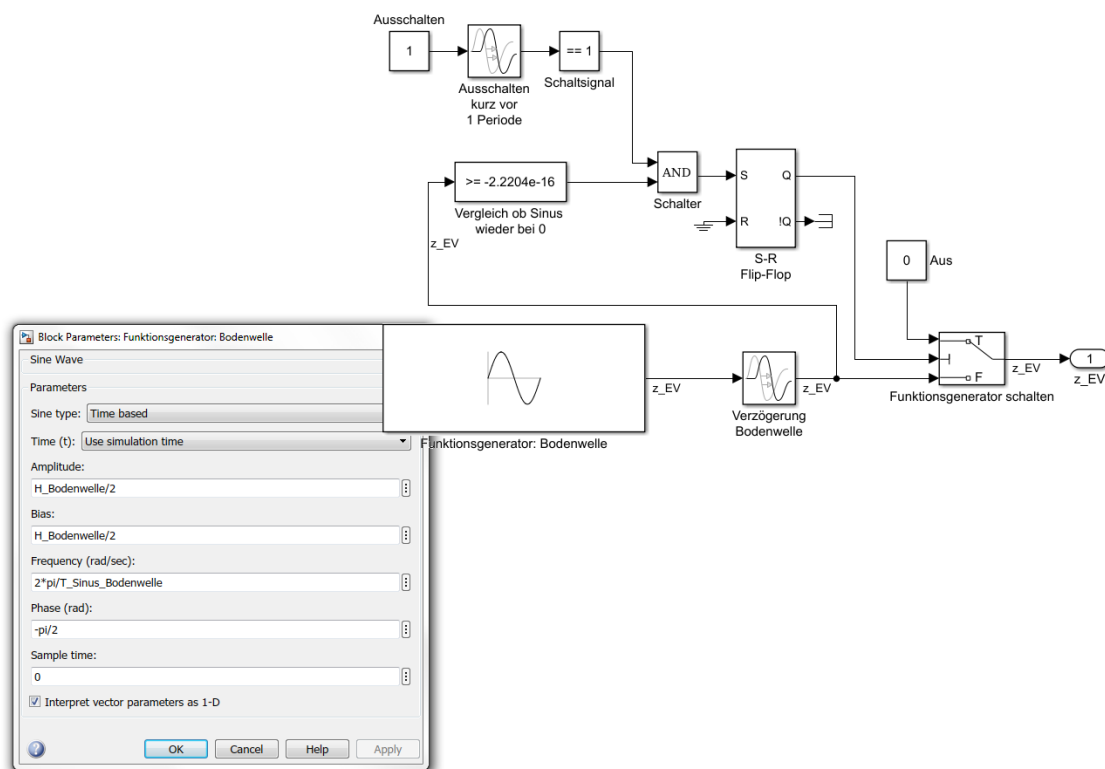 Ausschalten
1
Ausschalten
kurz vor
1 Periode
== 1
Schaltsignal
>= -2.2204e-16
Vergleich ob Sinus
wieder bei 0
z_EV
AND
Schalter
S
Q
R
!Q
S-R
Flip-Flop
0
Aus
T
F
Funktionsgenerator schalten
z_EV
1
z_EV
z_EV
Verzögerung
Bodenwelle
z_EV
Funktionsgenerator: Bodenwelle
Block Parameters: Funktionsgenerator: Bodenwelle
Sine Wave
Parameters
Sine type: Time based
Time (t): Use simulation time
Amplitude:
H_Bodenwelle/2
Bias:
H_Bodenwelle/2
Frequency (rad/sec):
2*pi/T_Sinus_Bodenwelle
Phase (rad):
-pi/2
Sample time:
0
Interpret vector parameters as 1-D
?
OK
Cancel
Help
Apply